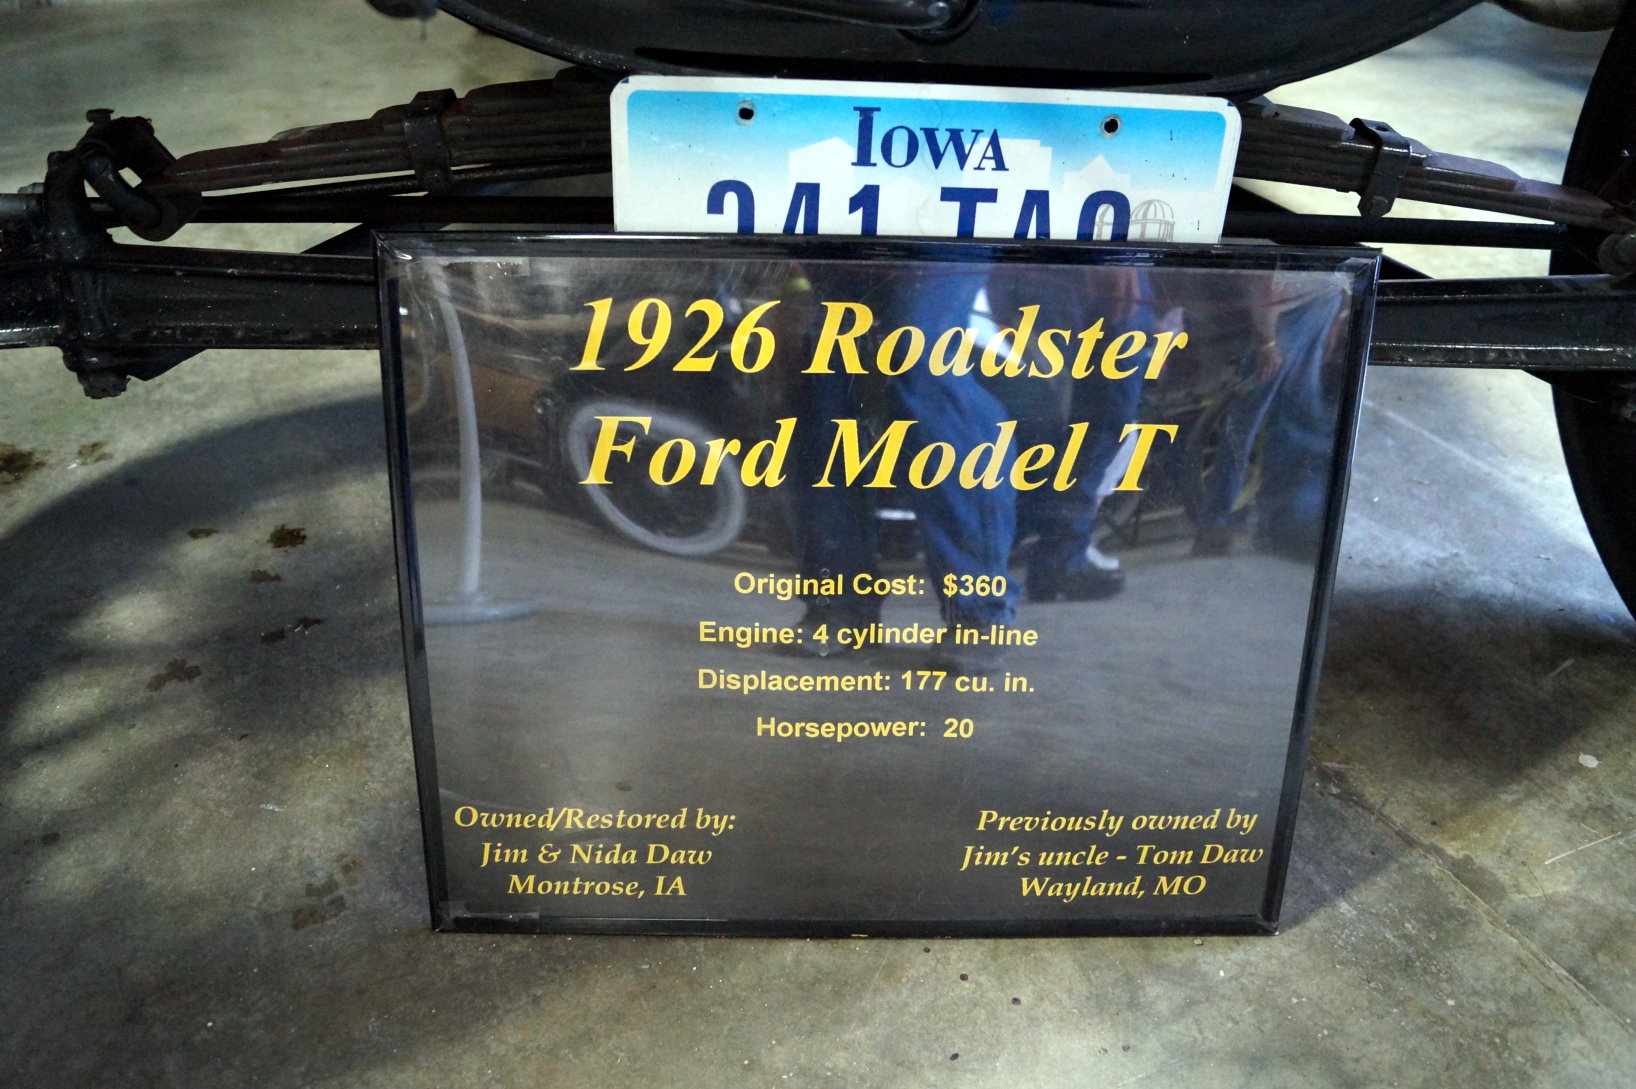 Iowa
1926 Roadster
Ford Model T
Original Cost: $360
Engine: 4 cylinder in-line
Displacement: 177 cu. in.
Horsepower: 20
Owned/Restored by:
Jim & Nida Daw
Montrose, IA
Previously owned by
Jim's uncle - Tom Daw
Wayland, MO